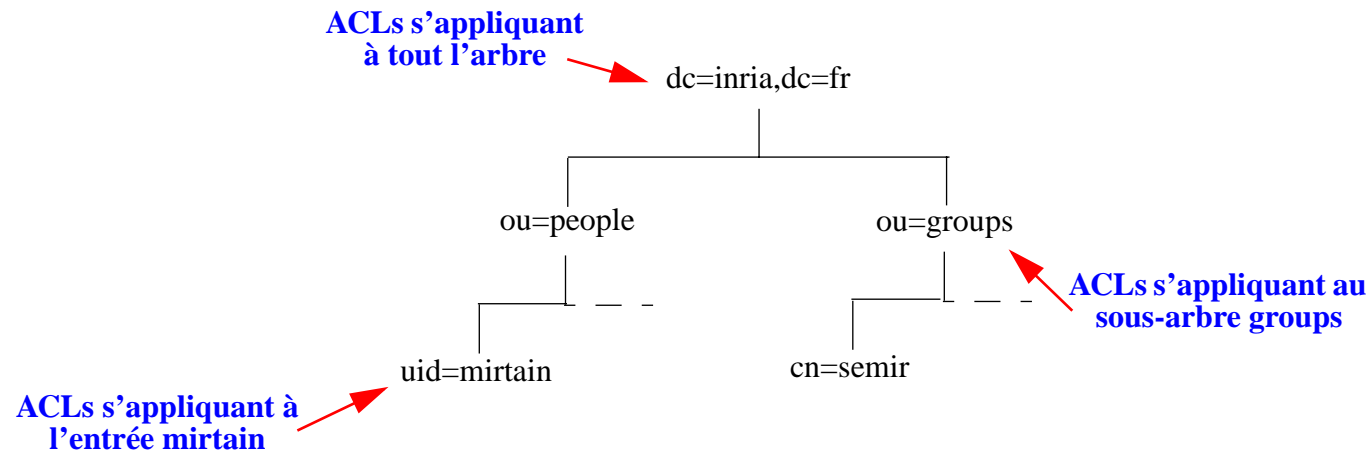 ACLs s’appliquant
à tout l’arbre
dc=inria,dc=fr
ou=people
ou=groups
ACLs s’appliquant au
sous-arbre groups
uid=mirtain
cn=semir
ACLs s’appliquant à
l’entrée mirtain